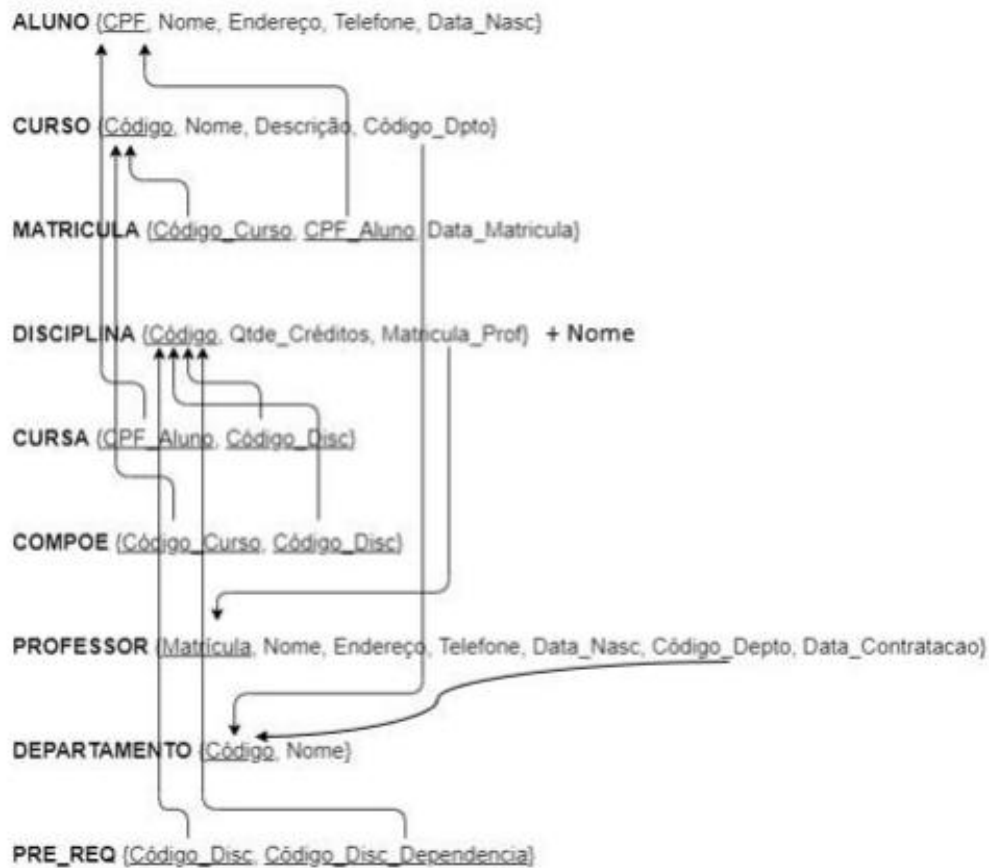 ALUNO {CPF, Nome, Endereço, Telefone, Data_Nasc}
CURSO {Código, Nome, Descrição, Código_Dpto}
MATRICULA {Código_Curso, CPF_Aluno, Data_Matricula}
DISCIPLINA {Código, Qtde_Créditos, Matricula_Prof} + Nome
CURSA {CPF_Aluno, Código_Disc}
COMPOE {Código_Curso, Código_Disc}
PROFESSOR {Matrícula, Nome, Endereço, Telefone, Data_Nasc, Código_Depto, Data_Contratacao}
DEPARTAMENTO {Código, Nome}
PRE_REQ {Código_Disc, Código_Disc_Dependencia}